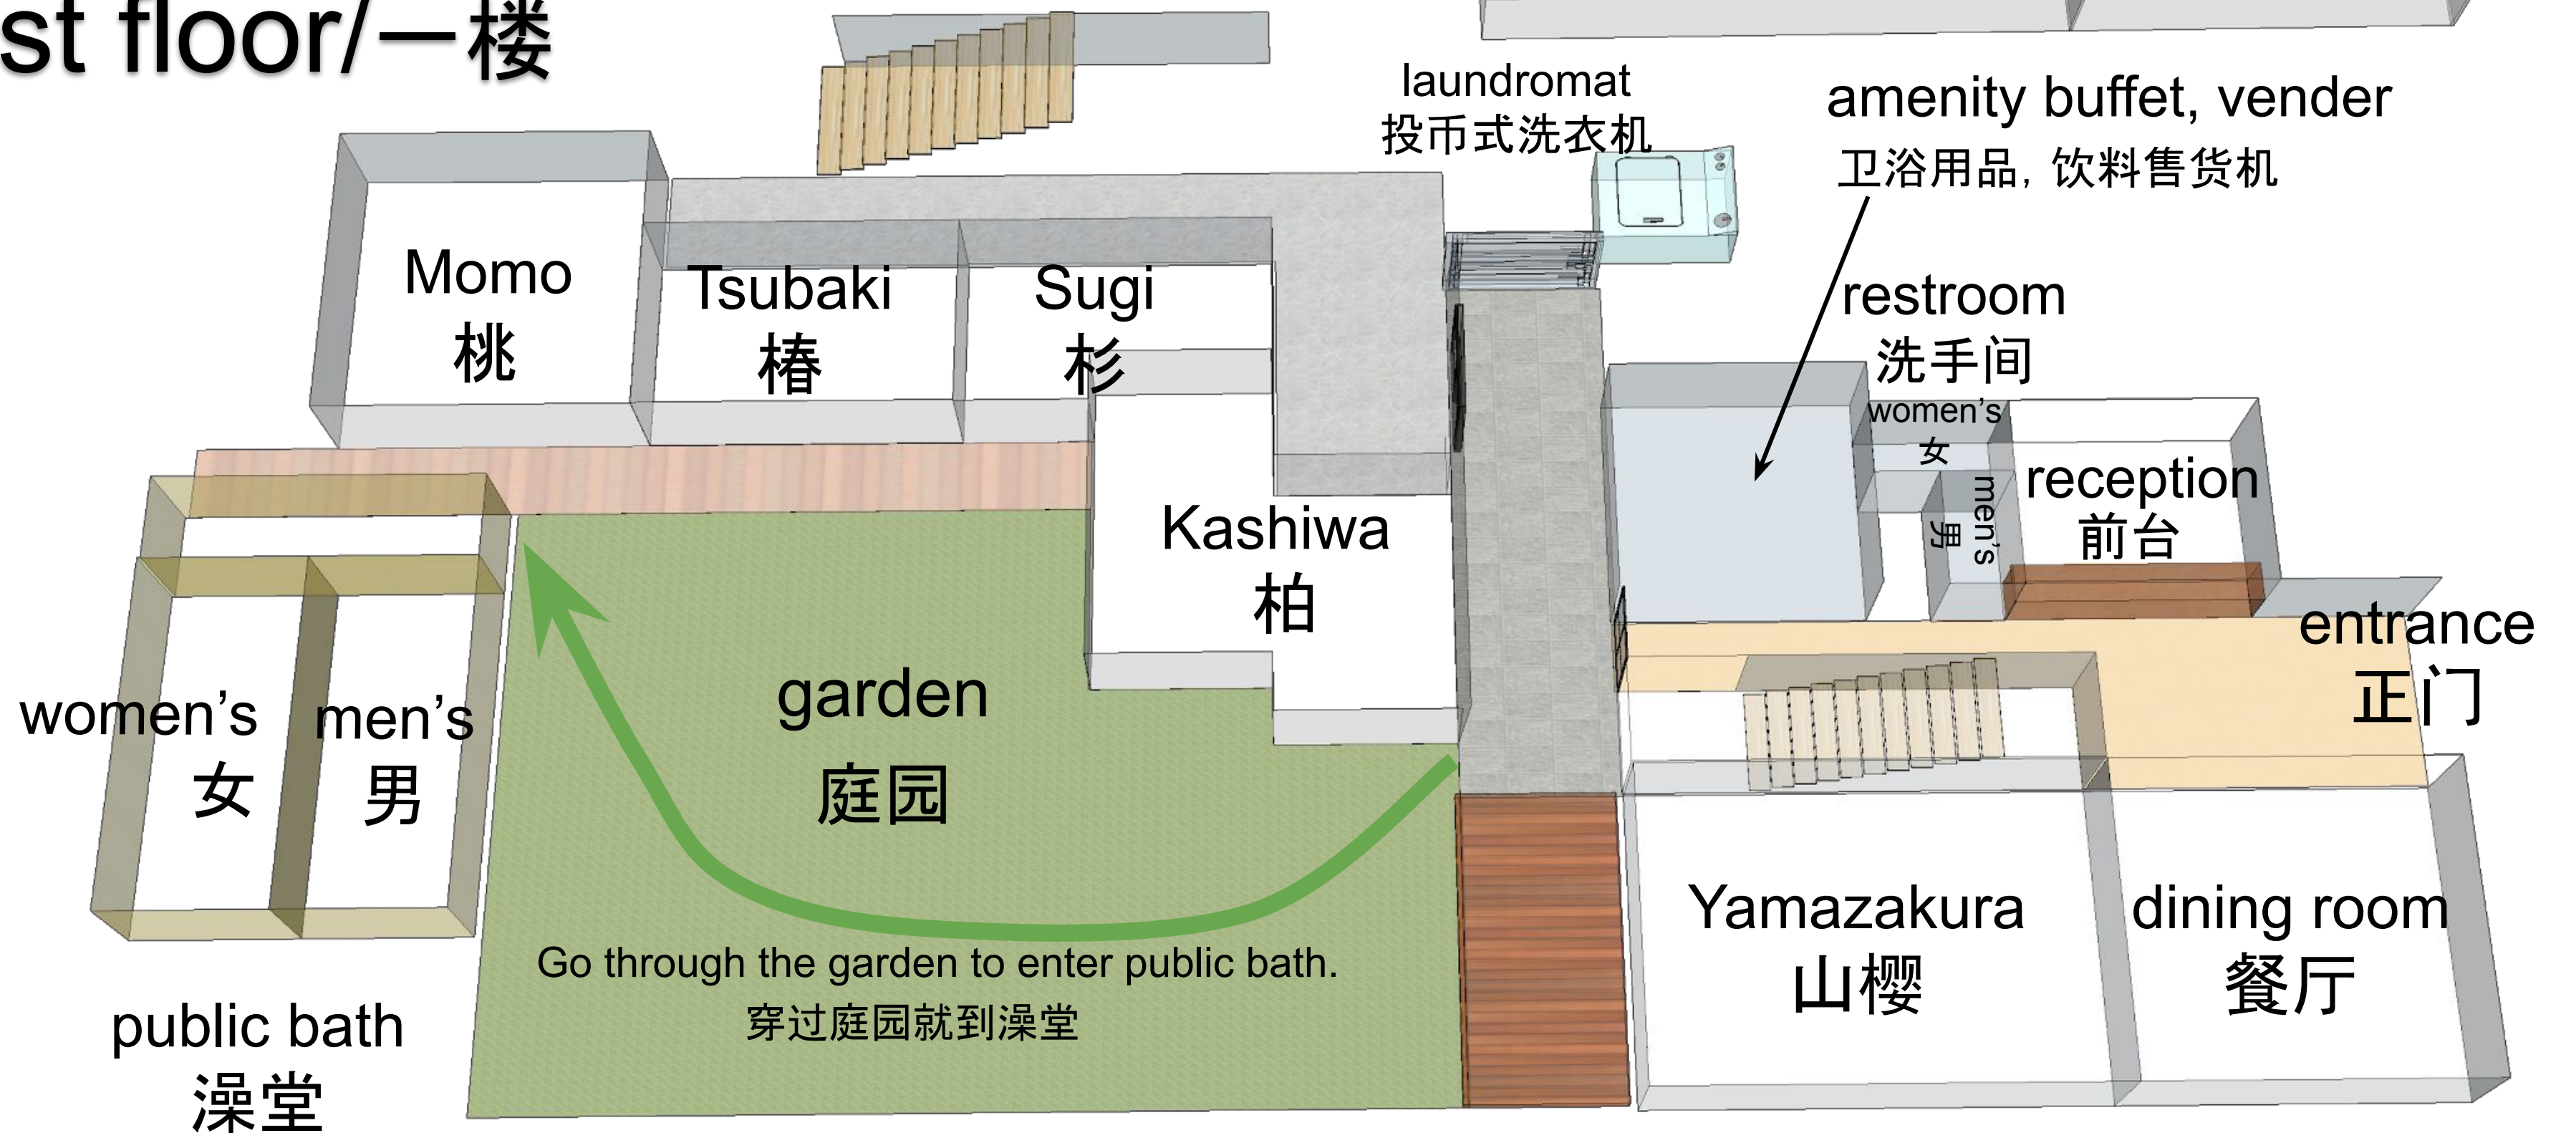 st floor/一楼
laundromat
投币式洗衣机
amenity buffet, vender
卫浴用品, 饮料售货机
restroom
洗手间
women's
女
men's
男
reception
前台
entrance
正门
Momo
桃
Tsubaki
椿
Sugi
杉
Kashiwa
柏
garden
庭园
women's
女
men's
男
Go through the garden to enter public bath.
穿过庭园就到澡堂
public bath
澡堂
Yamazakura
山樱
dining room
餐厅